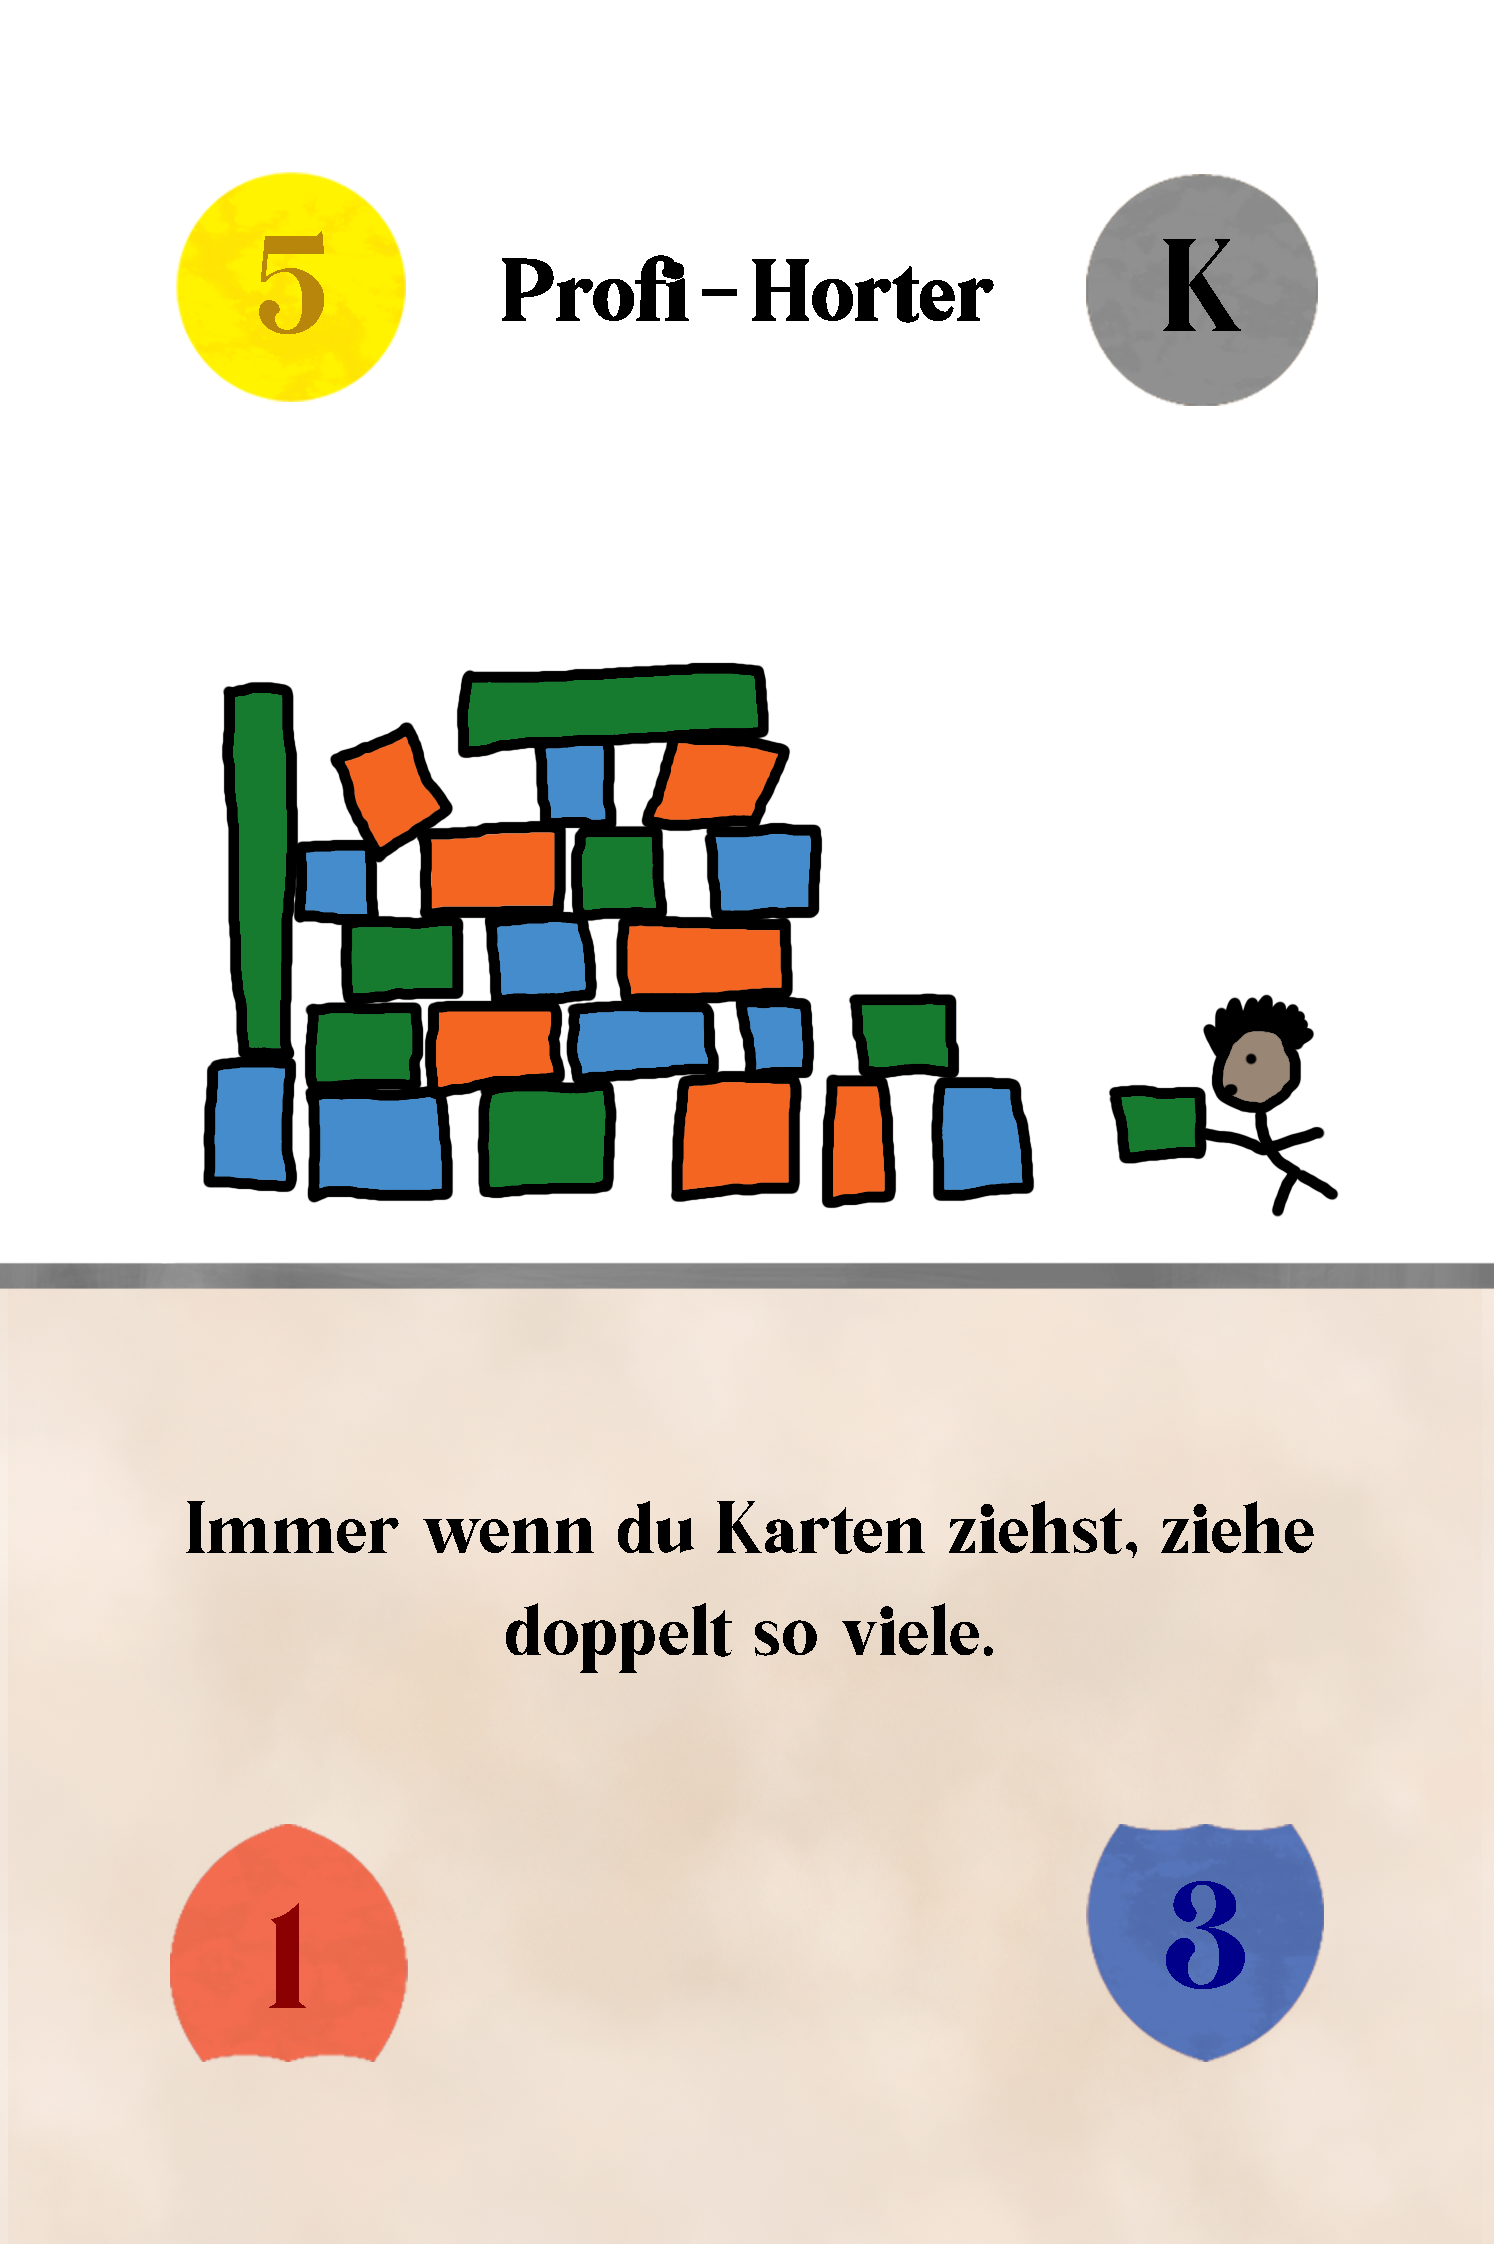 5
Profi-Horter
K
Immer wenn du Karten ziehst, ziehe
doppelt so viele.
1
3